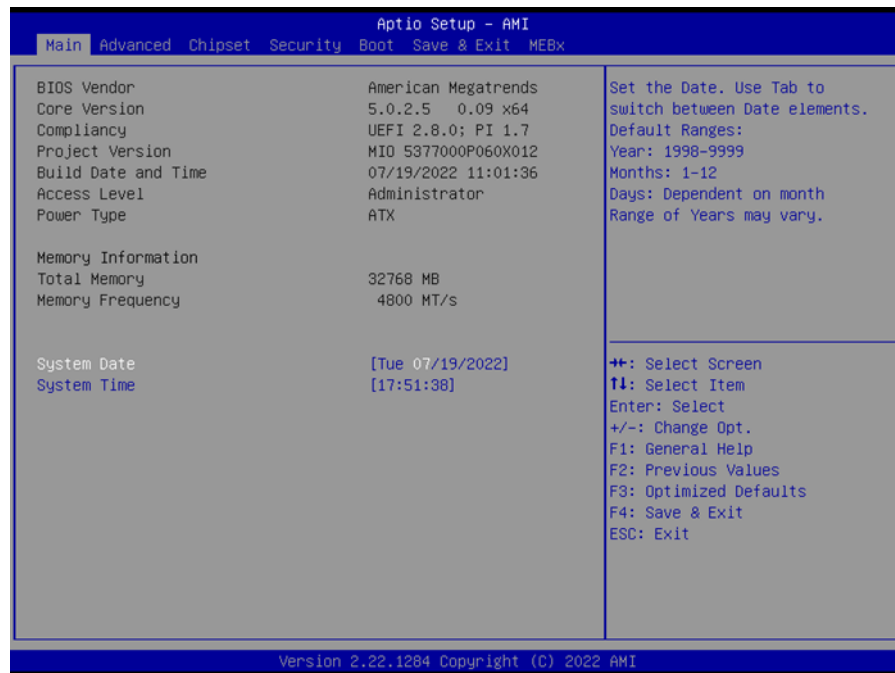 Aptio Setup - AMI
Main Advanced Chipset Security Boot Save & Exit MEBx
BIOS Vendor American Megatrends
Core Version 5.0.2.5 0.09 x64
Compliancy UEFI 2.8.0; PI 1.7
Project Version MIO 5377000P060X012
Build Date and Time 07/19/2022 11:01:36
Access Level Administrator
Power Type ATX
Memory Information
Total Memory 32768 MB
Memory Frequency 4800 MT/s
System Date [Tue 07/19/2022]
System Time [17:51:38]
Set the Date. Use Tab to
switch between Date elements.
Default Ranges:
Year: 1998-9999
Months: 1-12
Days: Dependent on month
Range of Years may vary.
→←: Select Screen
↑↓: Select Item
Enter: Select
+/-: Change Opt.
F1: General Help
F2: Previous Values
F3: Optimized Defaults
F4: Save & Exit
ESC: Exit
Version 2.22.1284 Copyright (C) 2022 AMI